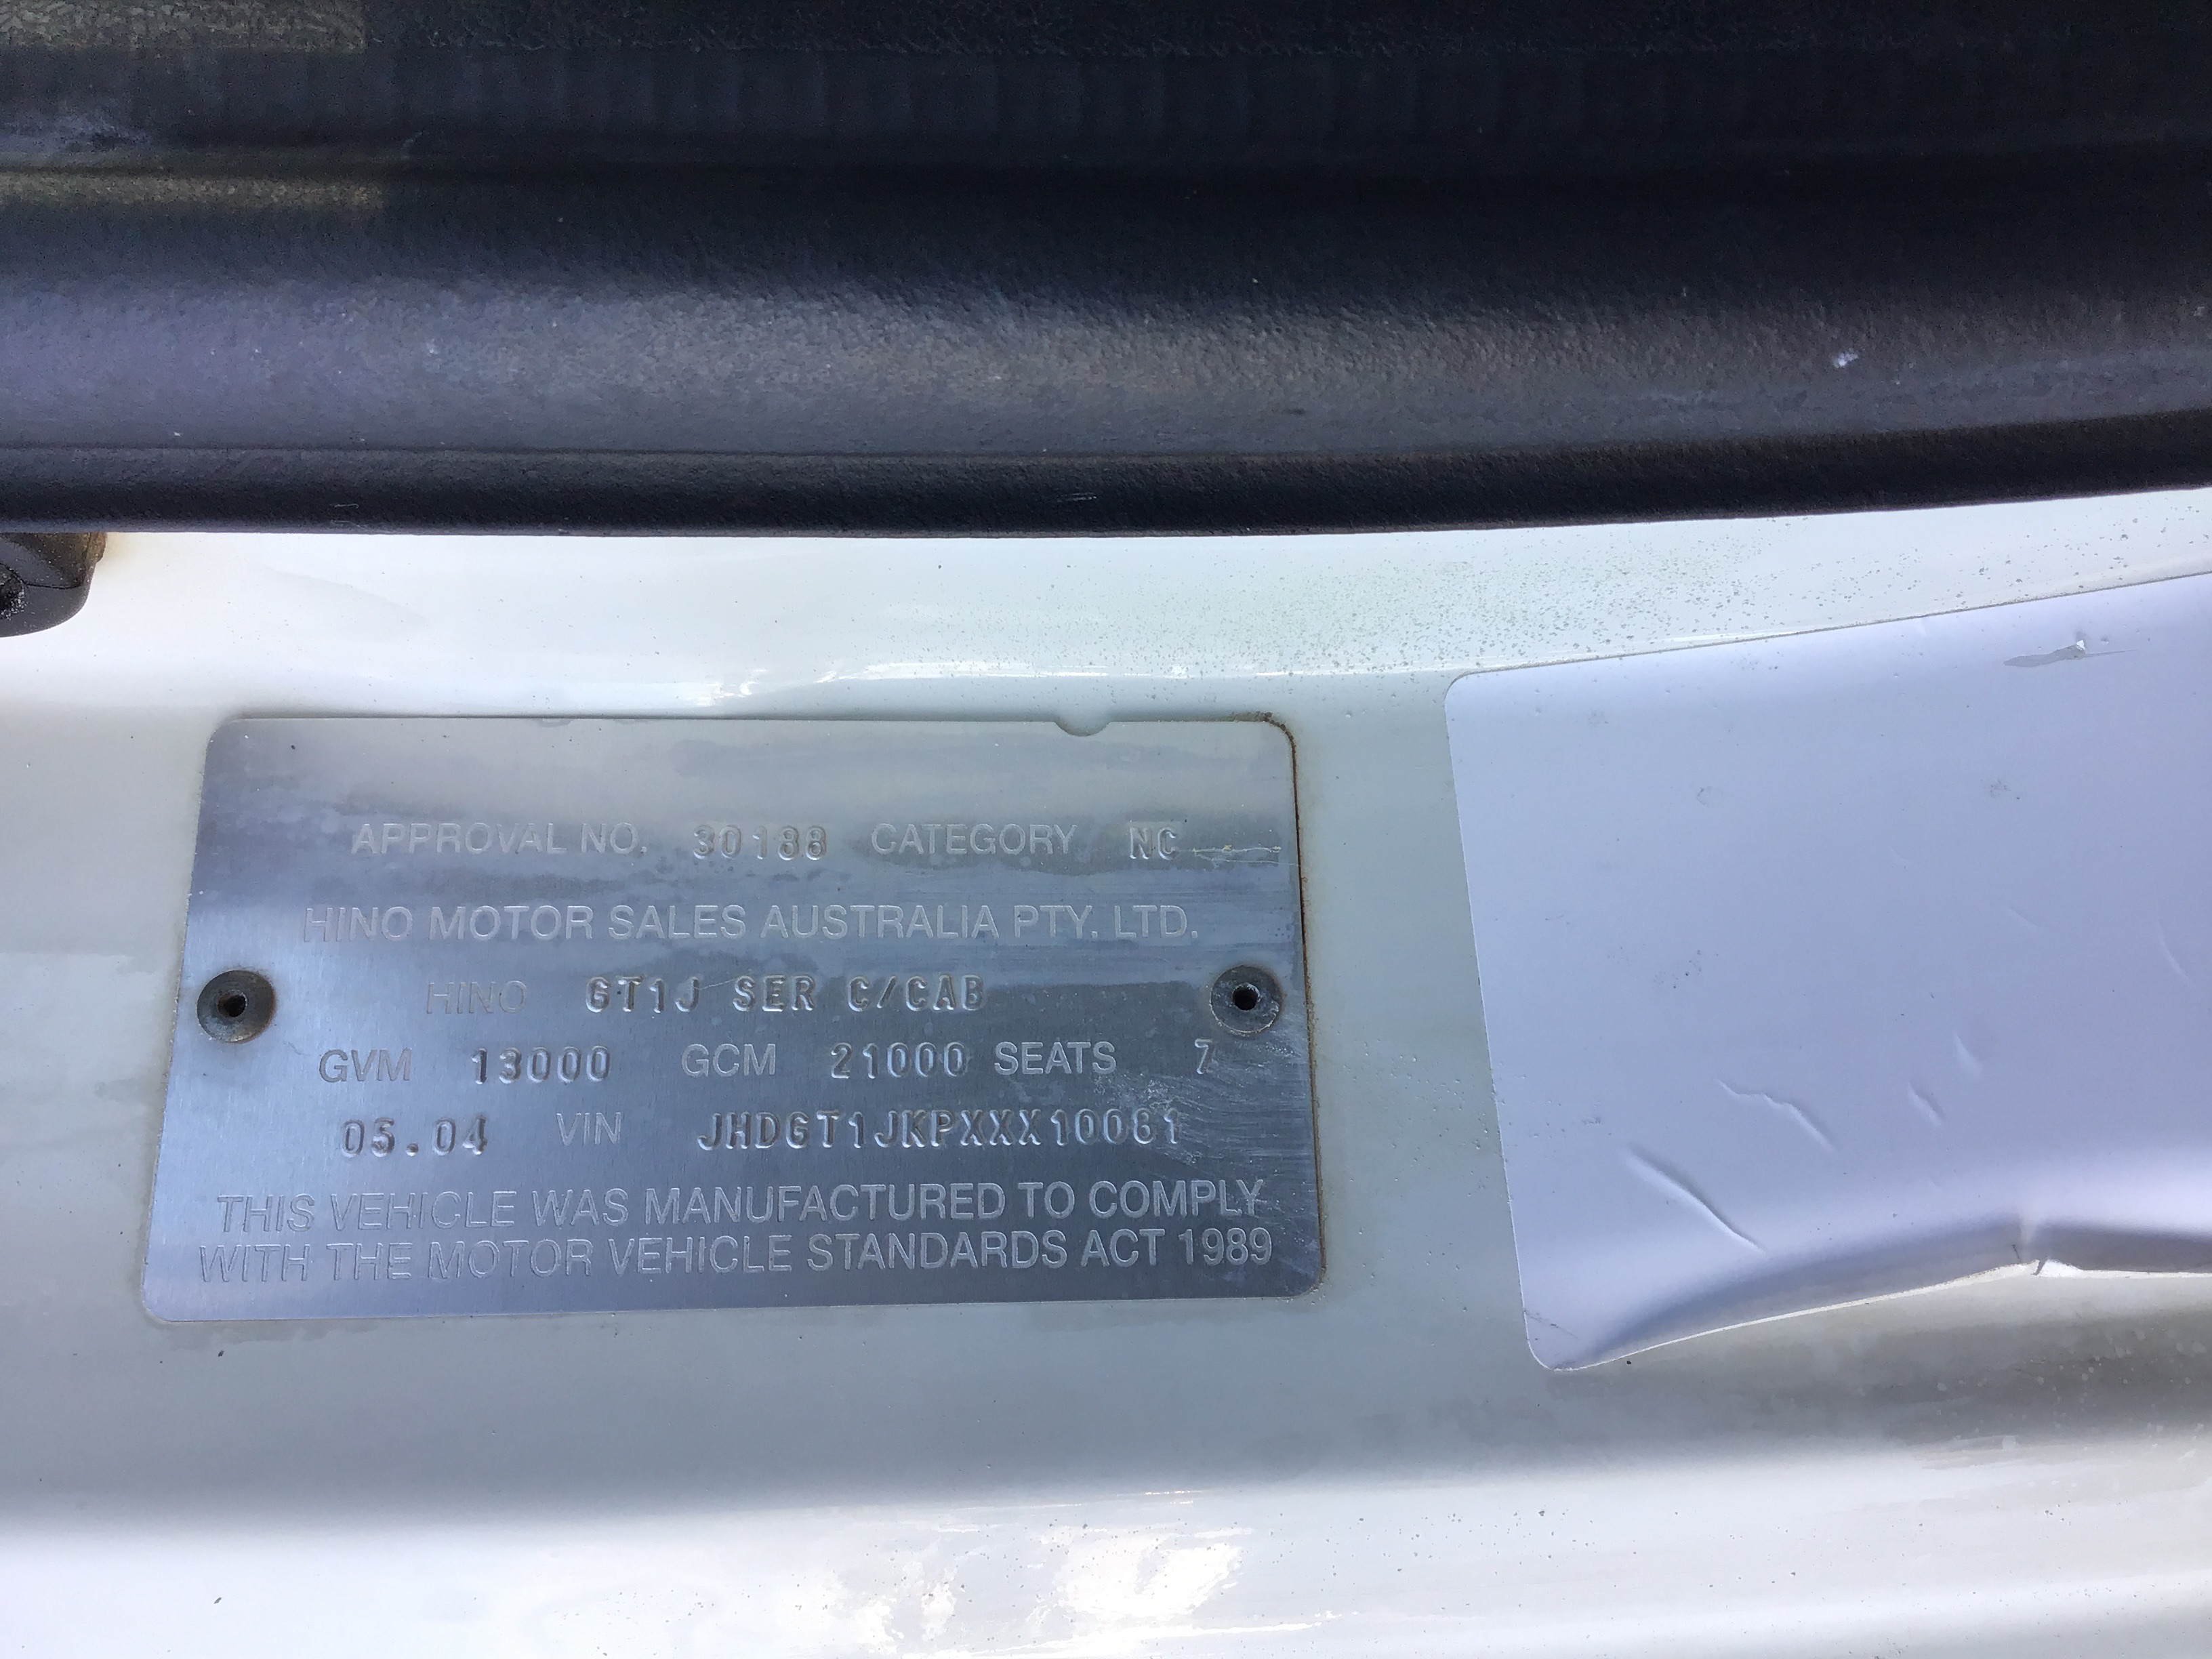 APPROVAL NO. 30188 CATEGORY NC
HINO MOTOR SALES AUSTRALIA PTY. LTD.
HINO GT1J SER C/CAB
GVM 13000 GCM 21000 SEATS 7
05.04 VIN JHDGT1JKPXXX10081
THIS VEHICLE WAS MANUFACTURED TO COMPLY
WITH THE MOTOR VEHICLE STANDARDS ACT 1989